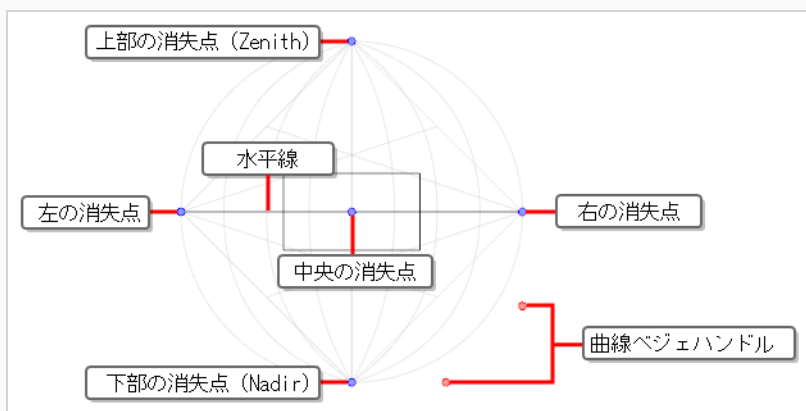 上部の消失点（Zenith）
水平線
左の消失点
右の消失点
中央の消失点
曲線ベジェハンドル
下部の消失点（Nadir）